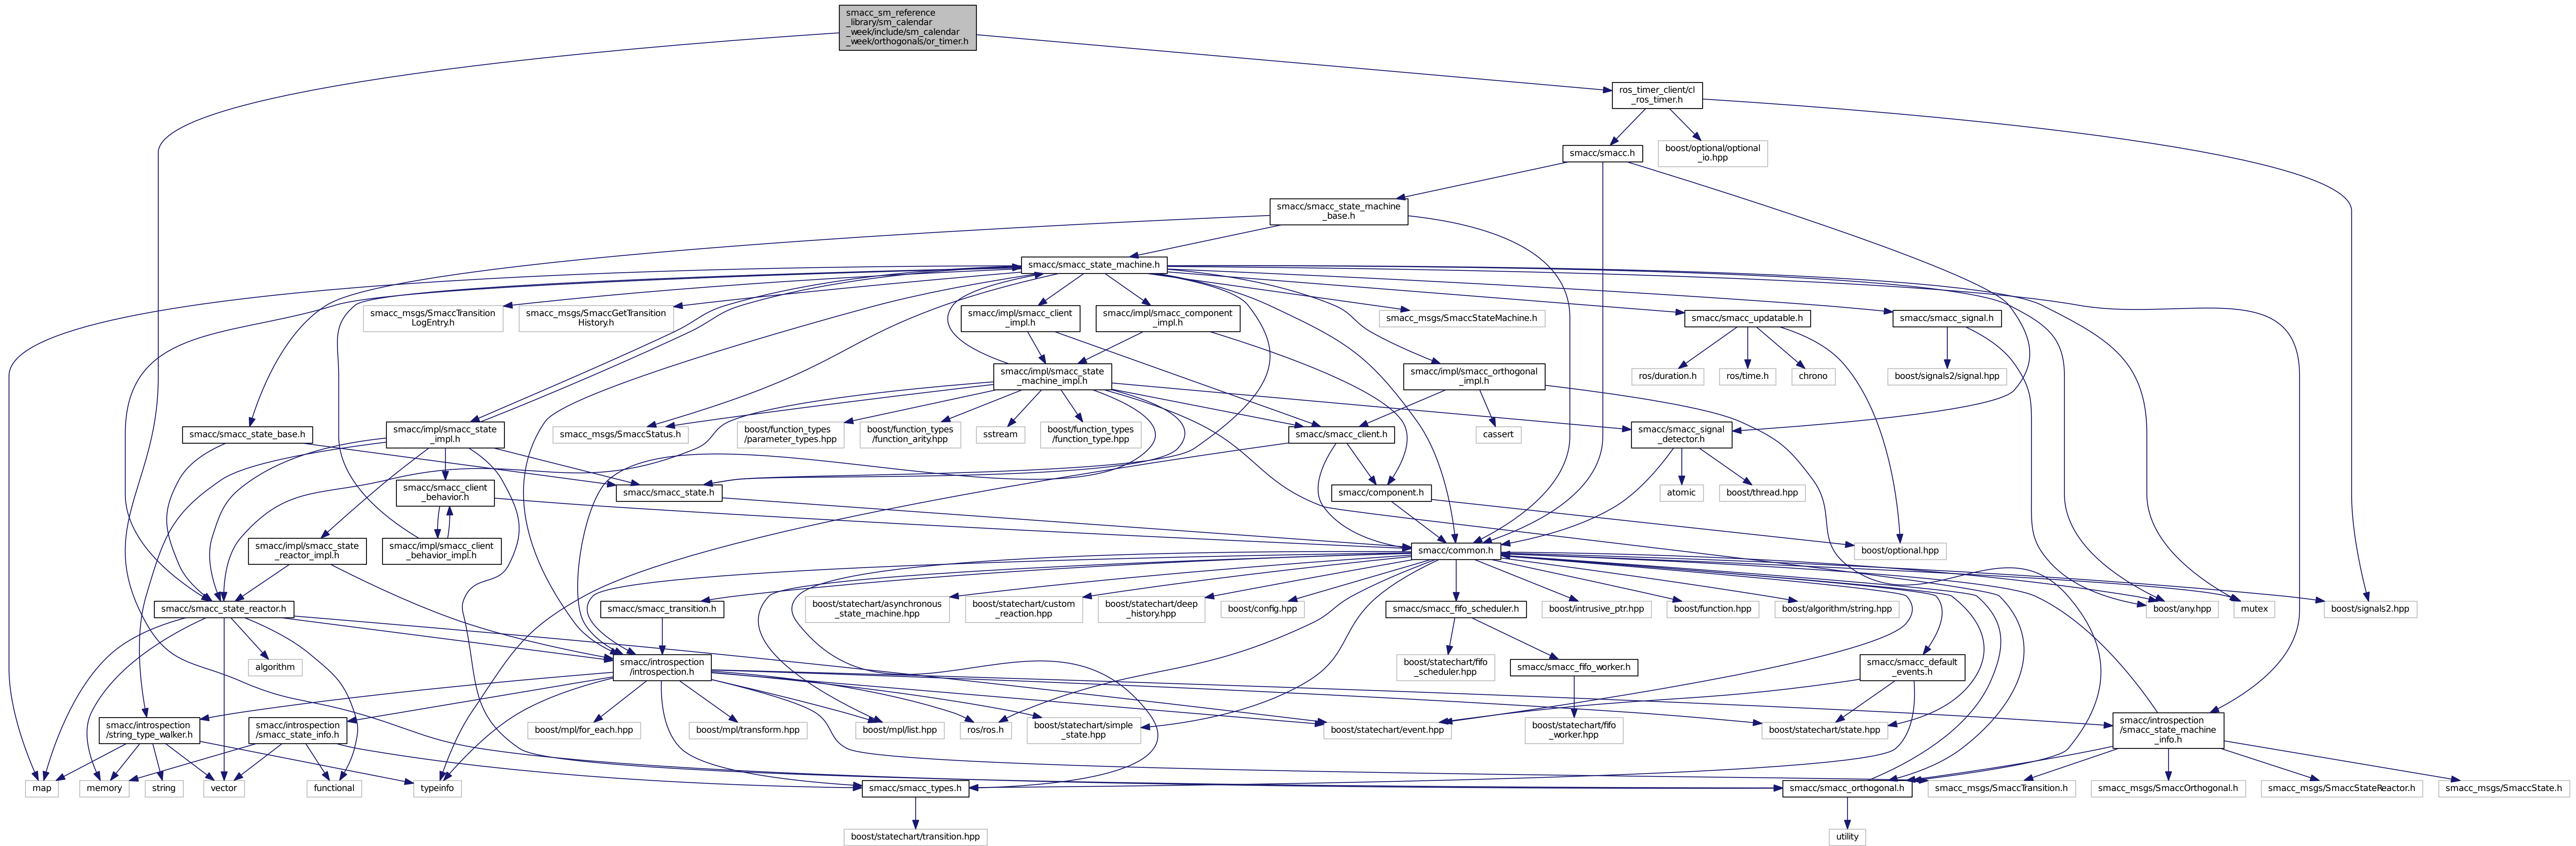 smacc_sm_reference
_library/sm_calendar
_week/include/sm_calendar
_week/orthogonals/or_timer.h
ros_timer_client/cl
_ros_timer.h
smacc/smacc.h
boost/optional/optional
_io.hpp
smacc/smacc_state_machine
_base.h
smacc/smacc_state_machine.h
smacc_msgs/SmaccTransition
LogEntry.h
smacc_msgs/SmaccGetTransition
History.h
smacc/impl/smacc_client
_impl.h
smacc/impl/smacc_component
_impl.h
smacc_msgs/SmaccStateMachine.h
smacc/smacc_updatable.h
smacc/smacc_signal.h
smacc/impl/smacc_state
_machine_impl.h
smacc/impl/smacc_orthogonal
_impl.h
ros/duration.h
ros/time.h
chrono
boost/signals2/signal.hpp
smacc/smacc_state_base.h
smacc/impl/smacc_state
_impl.h
smacc_msgs/SmaccStatus.h
boost/function_types
/parameter_types.hpp
boost/function_types
/function_arity.hpp
sstream
boost/function_types
/function_type.hpp
smacc/smacc_client.h
cassert
smacc/smacc_signal
_detector.h
smacc/smacc_client
_behavior.h
smacc/smacc_state.h
smacc/component.h
atomic
boost/thread.hpp
smacc/impl/smacc_state
_reactor_impl.h
smacc/impl/smacc_client
_behavior_impl.h
smacc/common.h
boost/optional.hpp
smacc/smacc_state_reactor.h
smacc/smacc_transition.h
boost/statechart/asynchronous
_state_machine.hpp
boost/statechart/custom
_reaction.hpp
boost/statechart/deep
_history.hpp
boost/config.hpp
smacc/smacc_fifo_scheduler.h
boost/intrusive_ptr.hpp
boost/function.hpp
boost/algorithm/string.hpp
boost/any.hpp
mutex
boost/signals2.hpp
algorithm
smacc/introspection
/introspection.h
boost/statechart/fifo
_scheduler.hpp
smacc/smacc_fifo_worker.h
smacc/smacc_default
_events.h
smacc/introspection
/string_type_walker.h
smacc/introspection
/smacc_state_info.h
boost/mpl/for_each.hpp
boost/mpl/transform.hpp
boost/mpl/list.hpp
ros/ros.h
boost/statechart/simple
_state.hpp
boost/statechart/event.hpp
boost/statechart/fifo
_worker.hpp
boost/statechart/state.hpp
smacc/introspection
/smacc_state_machine
_info.h
map
memory
string
vector
functional
typeinfo
smacc/smacc_types.h
smacc/smacc_orthogonal.h
smacc_msgs/SmaccTransition.h
smacc_msgs/SmaccOrthogonal.h
smacc_msgs/SmaccStateReactor.h
smacc_msgs/SmaccState.h
boost/statechart/transition.hpp
utility